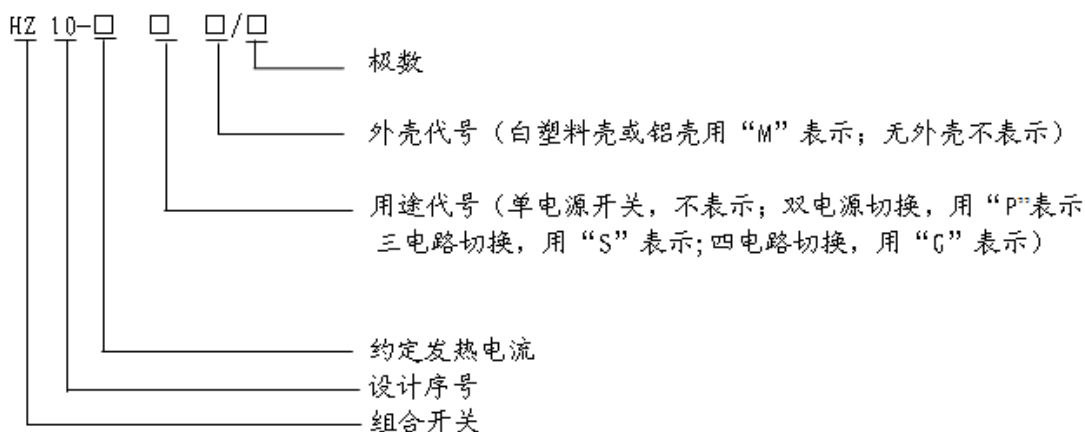 HZ 10-□ □ □/□
极数
外壳代号（白塑料壳或铝壳用“M”表示；无外壳不表示）
用途代号（单电源开关，不表示；双电源切换，用“P”表示
三电路切换，用“S”表示;四电路切换，用“G”表示）
约定发热电流
设计序号
组合开关